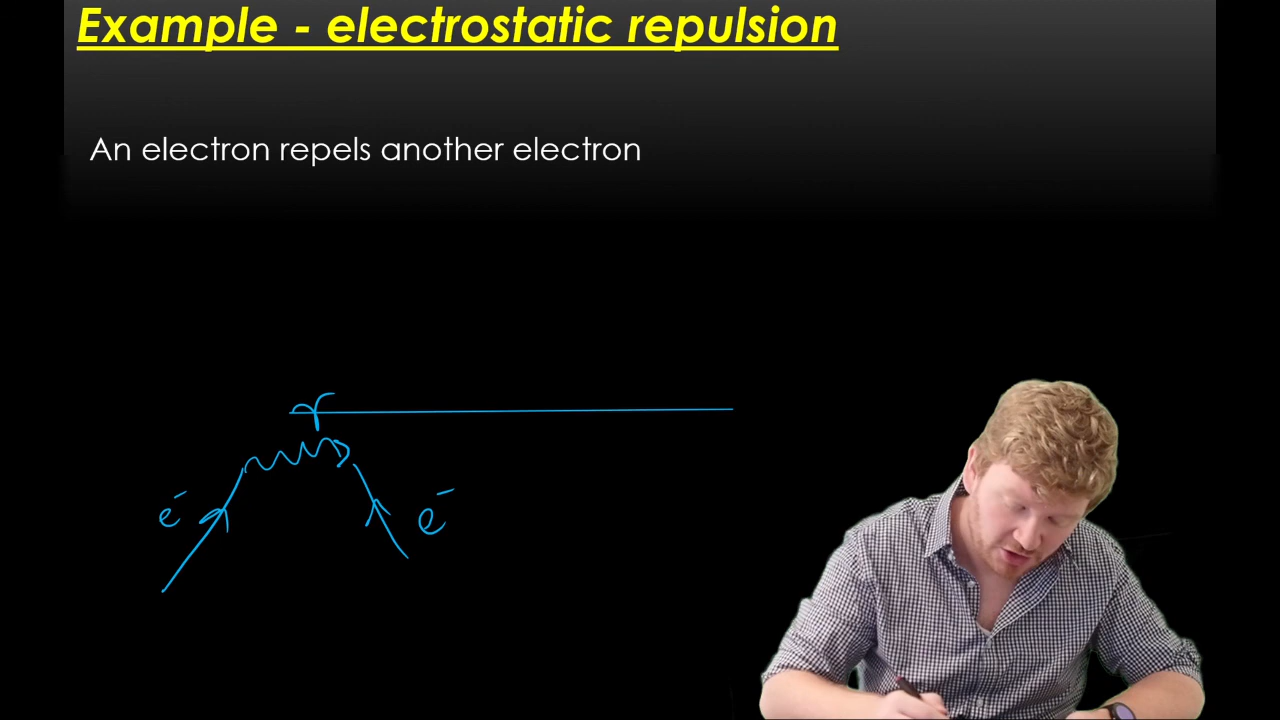 Example - electrostatic repulsion
An electron repels another electron
γ
e⁻
e⁻